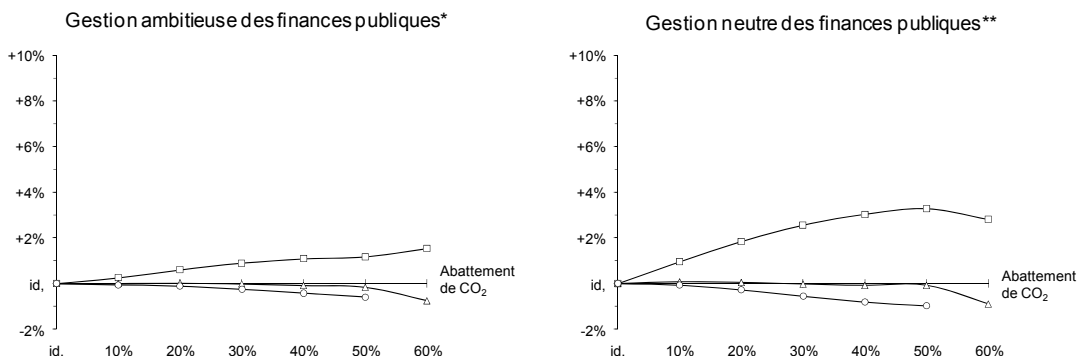 Gestion ambitieuse des finances publiques*
+10%
+8%
+6%
+4%
+2%
id,
-2%
id. 10% 20% 30% 40% 50% 60%
Abattement
de CO₂
Gestion neutre des finances publiques**
+10%
+8%
+6%
+4%
+2%
id,
-2%
id. 10% 20% 30% 40% 50% 60%
Abattement
de CO₂